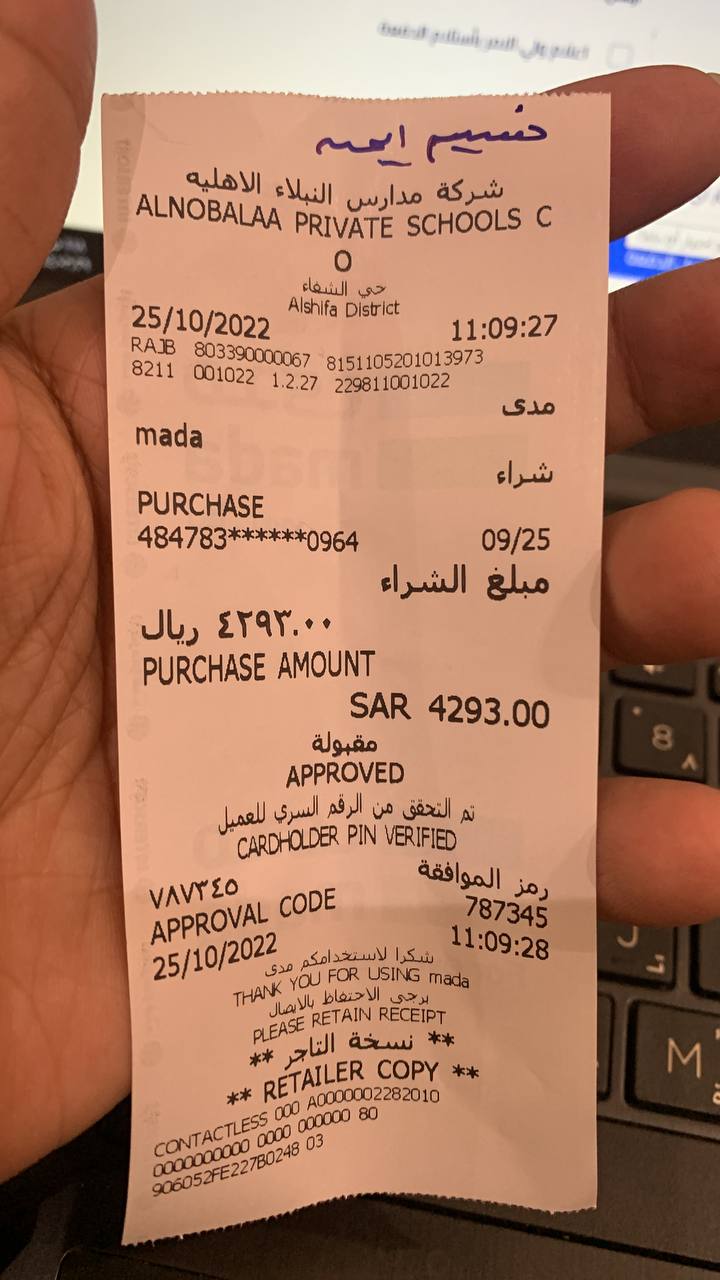 شركة مدارس النبلاء الاهليه
ALNOBALAA PRIVATE SCHOOLS C
O
حي الشفاء
Alshifa District
25/10/2022 11:09:27
RAJB 803390000067 8151105201013973
8211 001022 1.2.27 229811001022
مدى
mada
شراء
PURCHASE
484783******0964 09/25
مبلغ الشراء
٤٢٩٣.٠٠ ريال
PURCHASE AMOUNT
SAR 4293.00
مقبولة
APPROVED
تم التحقق من الرقم السري للعميل
CARDHOLDER PIN VERIFIED
رمز الموافقة
٧٨٧٣٤٥
787345
APPROVAL CODE
25/10/2022 11:09:28
شكرا لاستخدامكم مدى
THANK YOU FOR USING mada
يرجى الاحتفاظ بالايصال
PLEASE RETAIN RECEIPT
** نسخة التاجر **
** RETAILER COPY **
CONTACTLESS 000 A0000002282010
0000000000 0000 000000 80
906052FE227B0248 03
8
٨
M